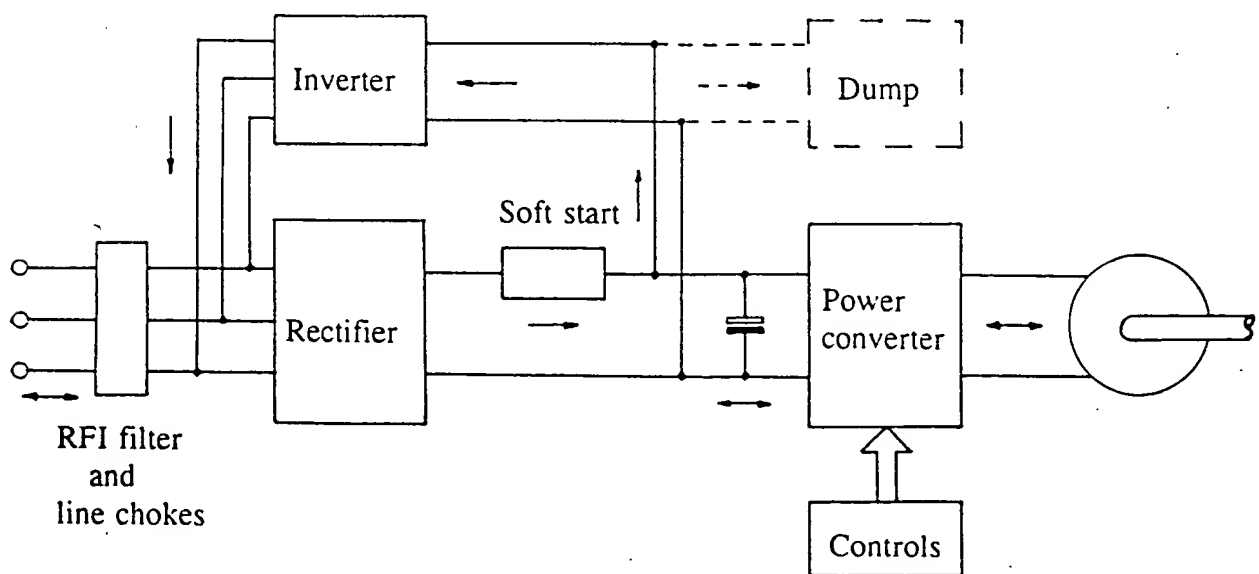 Inverter
Dump
Soft start
Rectifier
Power
converter
RFI filter
and
line chokes
Controls